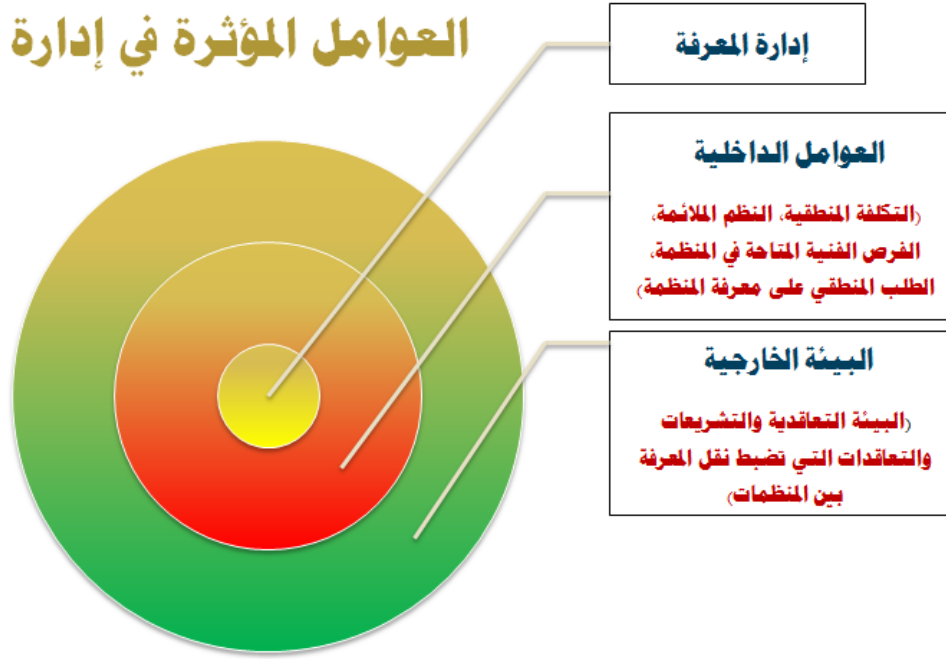 العوامل المؤثرة في إدارة
إدارة المعرفة
العوامل الداخلية
(التكلفة المنطقية، النظم الملائمة،
الفرص الفنية المتاحة في المنظمة،
الطلب المنطقي على معرفة المنظمة)
البيئة الخارجية
(البيئة التعاقدية والتشريعات
والتعاقدات التي تضبط نقل المعرفة
بين المنظمات)